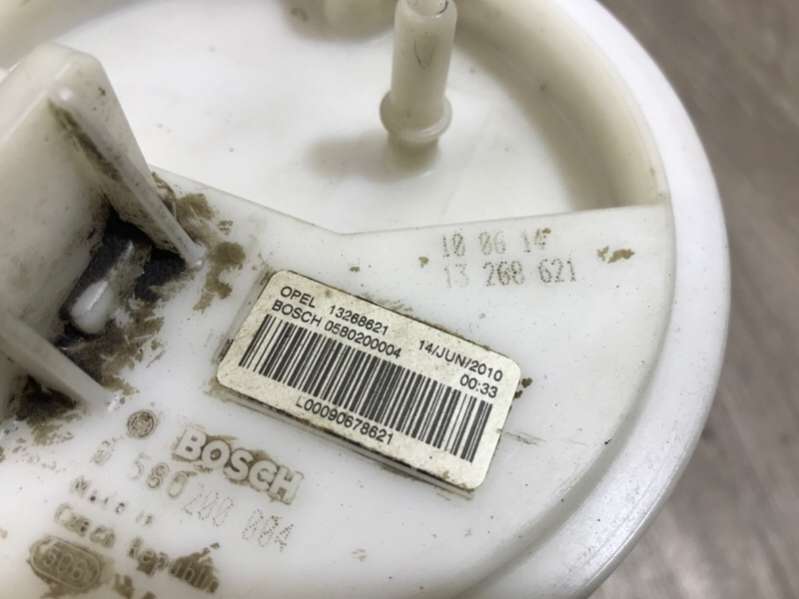 10 06 14
13 268 621
OPEL 13268621 14/JUN/2010
BOSCH 0580200004 00:33
L00090678621
BOSCH
0 580 200 004
Made in
Czech Republic